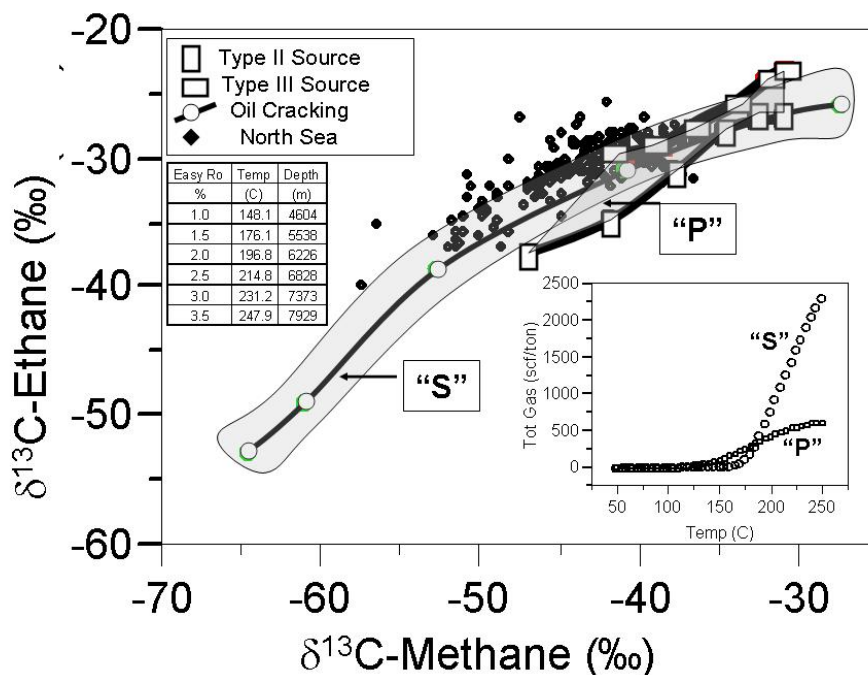 -20
-30
-40
-50
-60
δ¹³C-Ethane (‰)
Type II Source
Type III Source
Oil Cracking
North Sea
Easy Ro Temp Depth
% (C) (m)
1.0 148.1 4604
1.5 176.1 5538
2.0 196.8 6226
2.5 214.8 6828
3.0 231.2 7373
3.5 247.9 7929
“P”
“S”
2500
2000
1500
1000
500
0
Tot Gas (scf/ton)
“S”
“P”
50 100 150 200 250
Temp (C)
-70 -60 -50 -40 -30
δ¹³C-Methane (‰)